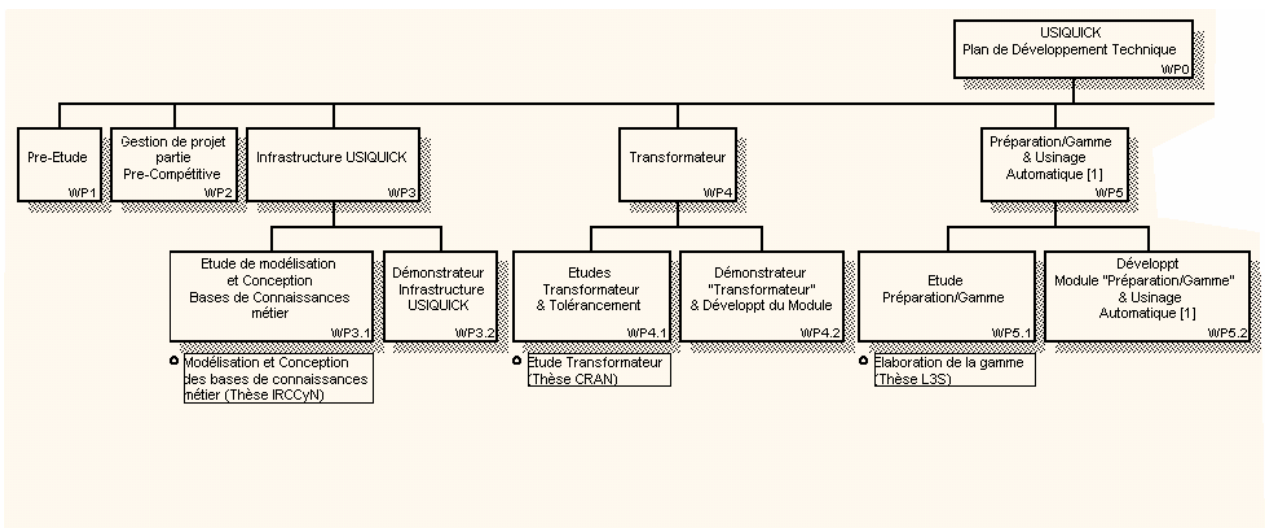 USIQUICK
Plan de Développement Technique
WP0
Pre-Etude
WP1
Gestion de projet
partie
Pre-Compétitive
WP2
Infrastructure USIQUICK
WP3
Transformateur
WP4
Préparation/Gamme
& Usinage
Automatique [1]
WP5
Etude de modélisation
et Conception
Bases de Connaissances
métier
WP3.1
Démonstrateur
Infrastructure
USIQUICK
WP3.2
Etudes
Transformateur
& Tolérancement
WP4.1
Démonstrateur
"Transformateur"
& Développt du Module
WP4.2
Etude
Préparation/Gamme
WP5.1
Développt
Module "Préparation/Gamme"
& Usinage
Automatique [1]
WP5.2
Modélisation et Conception
des bases de connaissances
métier (Thèse IRCCyN)
Etude Transformateur
(Thèse CRAN)
Elaboration de la gamme
(Thèse L3S)